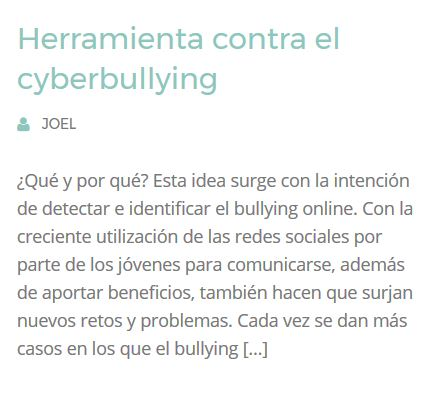 Herramienta contra el
cyberbullying
JOEL
¿Qué y por qué? Esta idea surge con la intención
de detectar e identificar el bullying online. Con la
creciente utilización de las redes sociales por
parte de los jóvenes para comunicarse, además
de aportar beneficios, también hacen que surjan
nuevos retos y problemas. Cada vez se dan más
casos en los que el bullying [...]